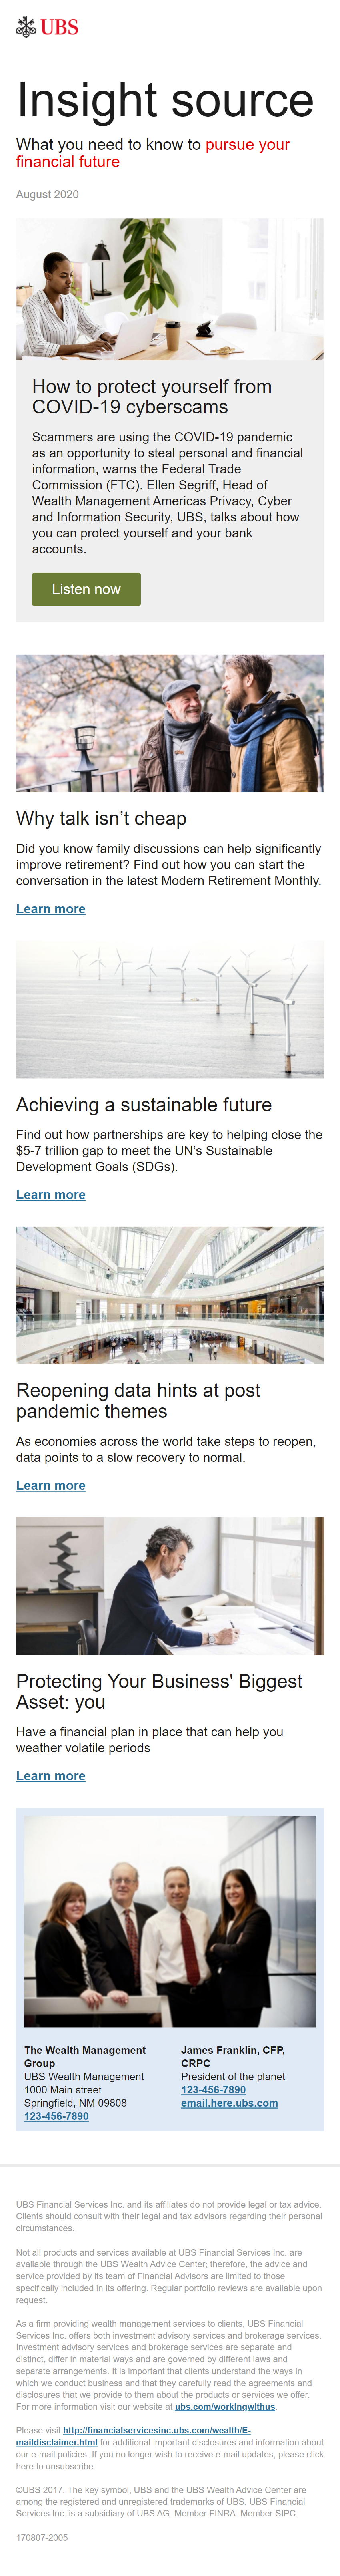 UBS
Insight source
What you need to know to pursue your
financial future
August 2020
How to protect yourself from
COVID-19 cyberscams
Scammers are using the COVID-19 pandemic
as an opportunity to steal personal and financial
information, warns the Federal Trade
Commission (FTC). Ellen Segriff, Head of
Wealth Management Americas Privacy, Cyber
and Information Security, UBS, talks about how
you can protect yourself and your bank
accounts.
Listen now
Why talk isn’t cheap
Did you know family discussions can help significantly
improve retirement? Find out how you can start the
conversation in the latest Modern Retirement Monthly.
Learn more
Achieving a sustainable future
Find out how partnerships are key to helping close the
$5-7 trillion gap to meet the UN’s Sustainable
Development Goals (SDGs).
Learn more
Reopening data hints at post
pandemic themes
As economies across the world take steps to reopen,
data points to a slow recovery to normal.
Learn more
Protecting Your Business' Biggest
Asset: you
Have a financial plan in place that can help you
weather volatile periods
Learn more
The Wealth Management
Group
UBS Wealth Management
1000 Main street
Springfield, NM 09808
123-456-7890
James Franklin, CFP,
CRPC
President of the planet
123-456-7890
email.here.ubs.com
UBS Financial Services Inc. and its affiliates do not provide legal or tax advice.
Clients should consult with their legal and tax advisors regarding their personal
circumstances.
Not all products and services available at UBS Financial Services Inc. are
available through the UBS Wealth Advice Center; therefore, the advice and
service provided by its team of Financial Advisors are limited to those
specifically included in its offering. Regular portfolio reviews are available upon
request.
As a firm providing wealth management services to clients, UBS Financial
Services Inc. offers both investment advisory services and brokerage services.
Investment advisory services and brokerage services are separate and
distinct, differ in material ways and are governed by different laws and
separate arrangements. It is important that clients understand the ways in
which we conduct business and that they carefully read the agreements and
disclosures that we provide to them about the products or services we offer.
For more information visit our website at ubs.com/workingwithus.
Please visit http://financialservicesinc.ubs.com/wealth/E-
maildisclaimer.html for additional important disclosures and information about
our e-mail policies. If you no longer wish to receive e-mail updates, please click
here to unsubscribe.
©UBS 2017. The key symbol, UBS and the UBS Wealth Advice Center are
among the registered and unregistered trademarks of UBS. UBS Financial
Services Inc. is a subsidiary of UBS AG. Member FINRA. Member SIPC.
170807-2005